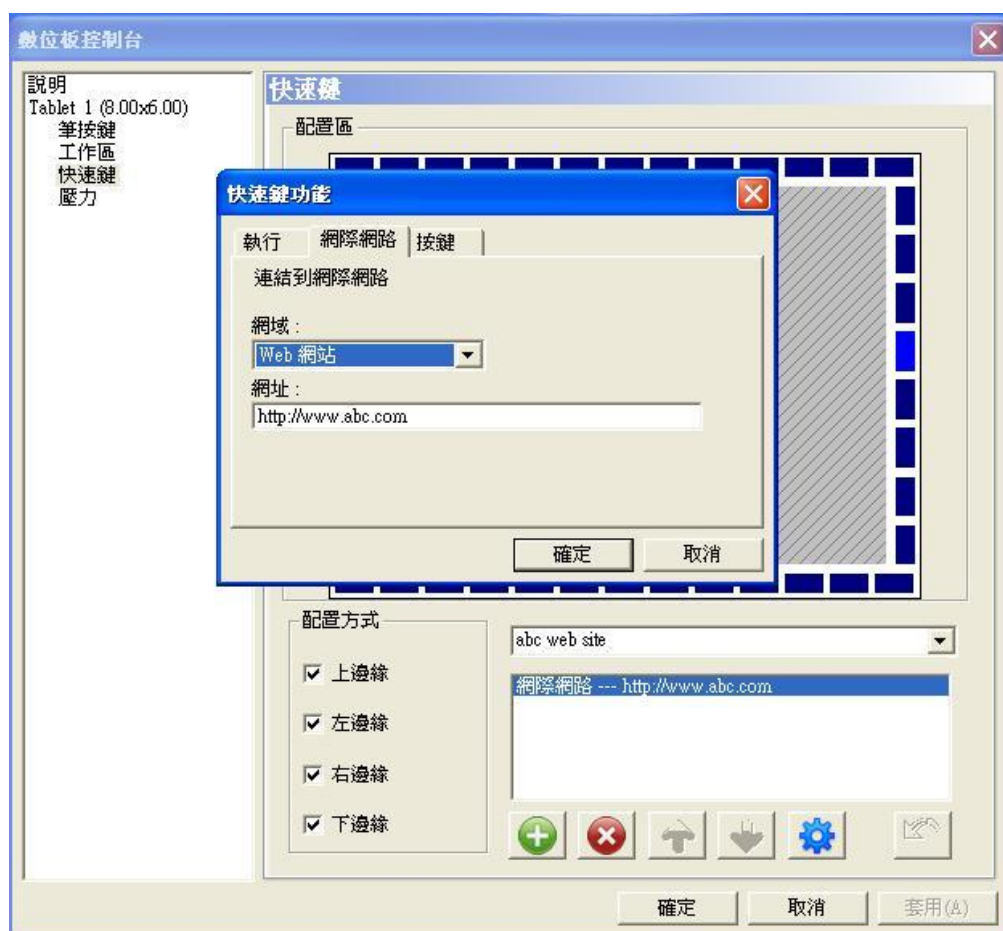 數位板控制台
說明
Tablet 1 (8.00x6.00)
筆按鍵
工作區
快速鍵
壓力
快速鍵
配置區
快速鍵功能
執行
網際網路
按鍵
連結到網際網路
網域 :
Web 網站
網址 :
http://www.abc.com
確定
取消
配置方式
上邊緣
左邊緣
右邊緣
下邊緣
abc web site
網際網路 --- http://www.abc.com
確定
取消
套用(A)